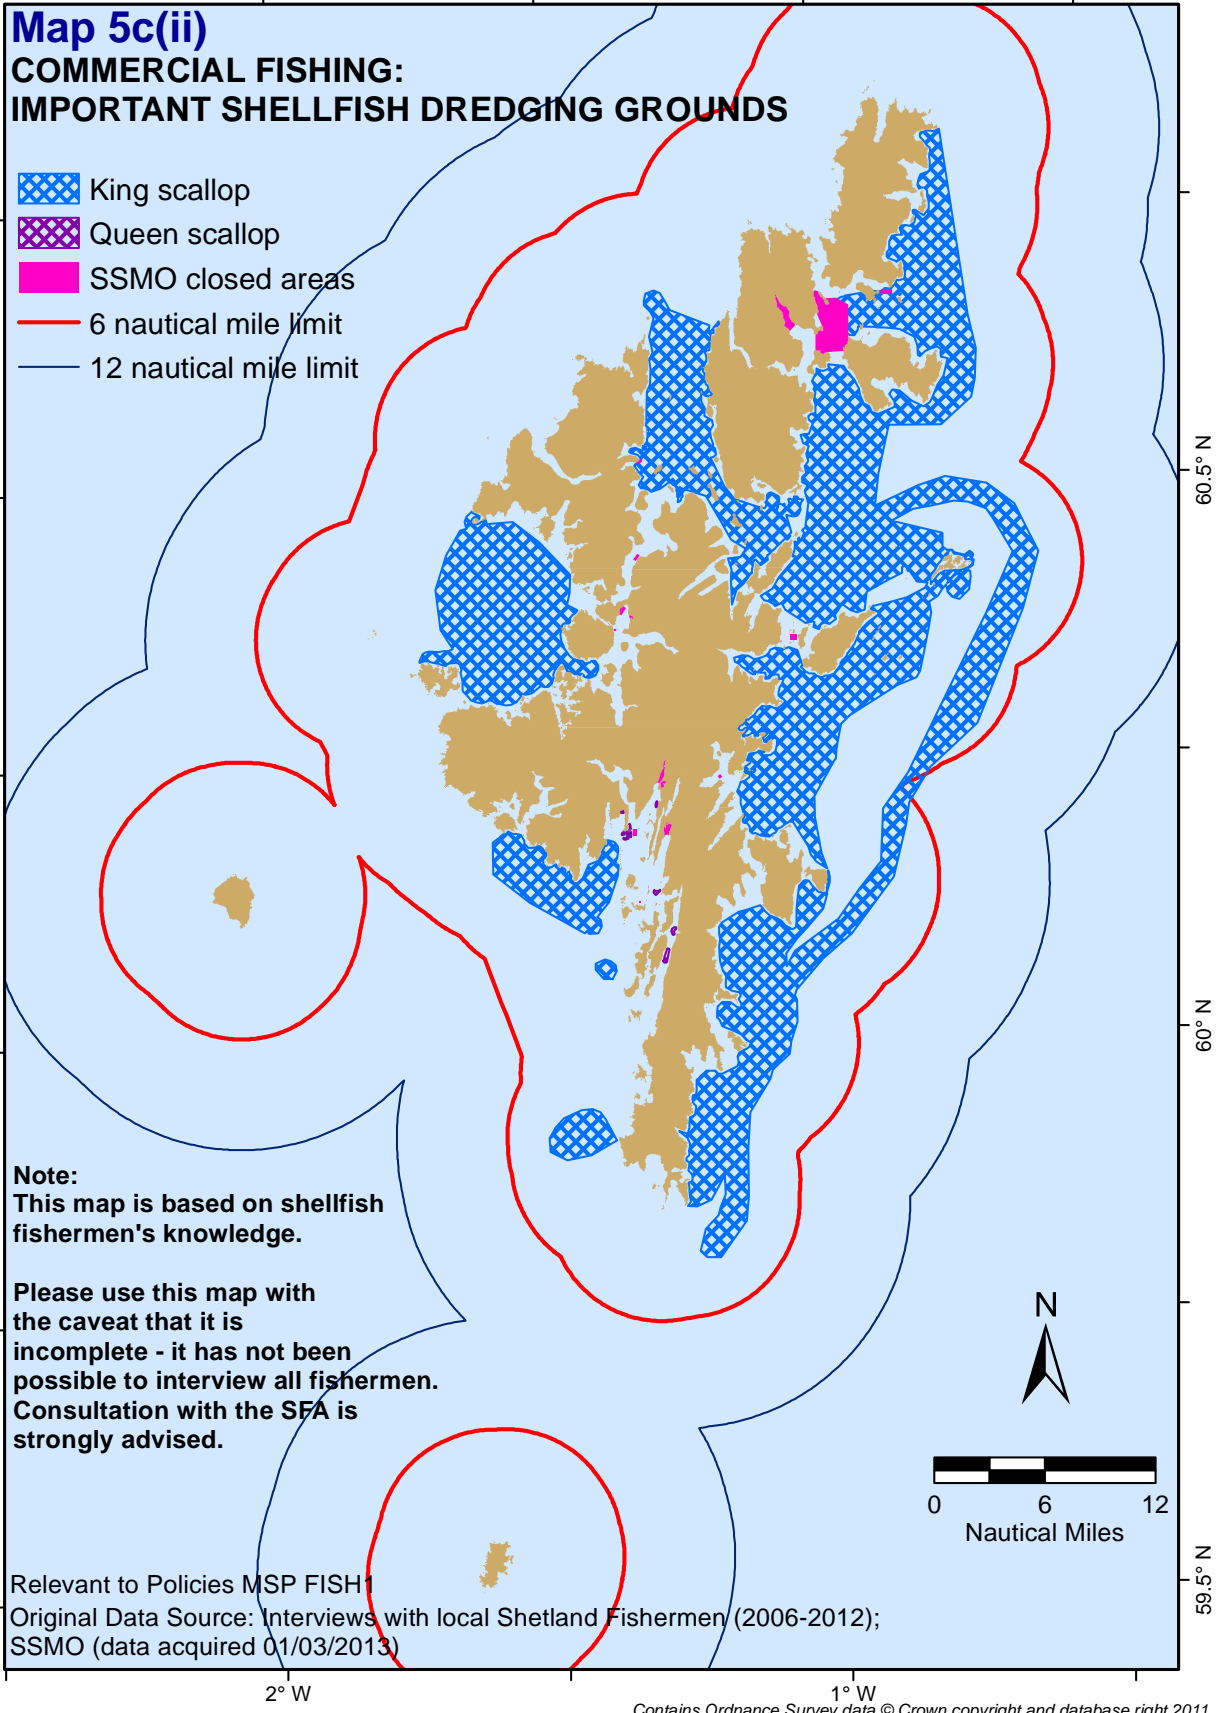 Map 5c(ii)
COMMERCIAL FISHING:
IMPORTANT SHELLFISH DREDGING GROUNDS
King scallop
Queen scallop
SSMO closed areas
6 nautical mile limit
12 nautical mile limit
60.5° N
60° N
Note:
This map is based on shellfish
fishermen's knowledge.
Please use this map with
the caveat that it is
incomplete - it has not been
possible to interview all fishermen.
Consultation with the SFA is
strongly advised.
N
0 6 12
Nautical Miles
59.5° N
Relevant to Policies MSP FISH1
Original Data Source: Interviews with local Shetland Fishermen (2006-2012);
SSMO (data acquired 01/03/2013)
2° W 1° W
Contains Ordnance Survey data © Crown copyright and database right 2011